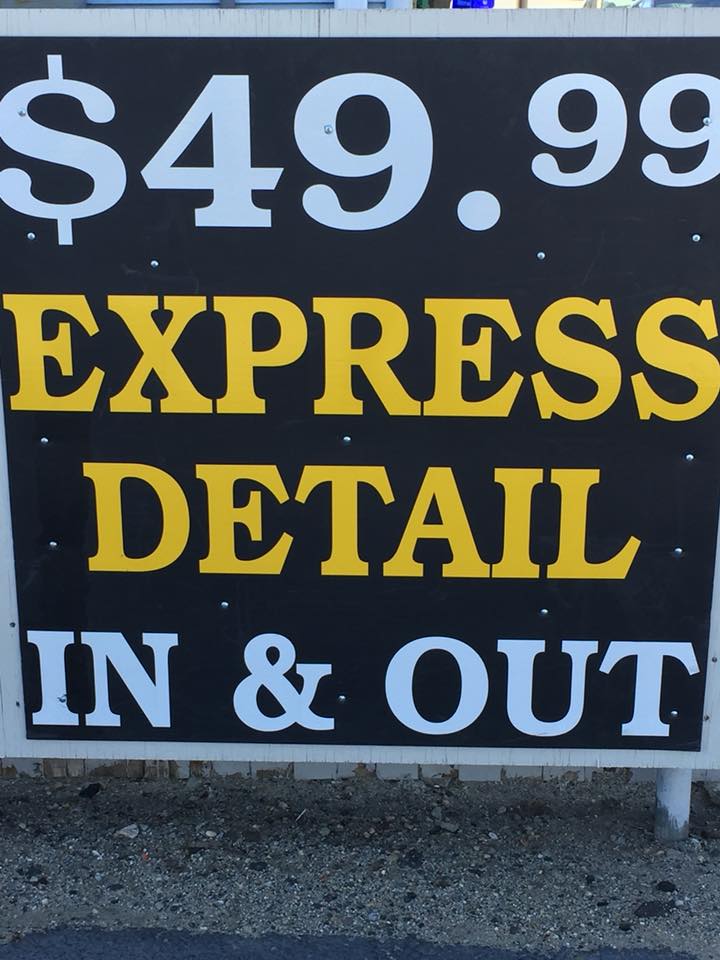 $49.99
EXPRESS
DETAIL
IN & OUT